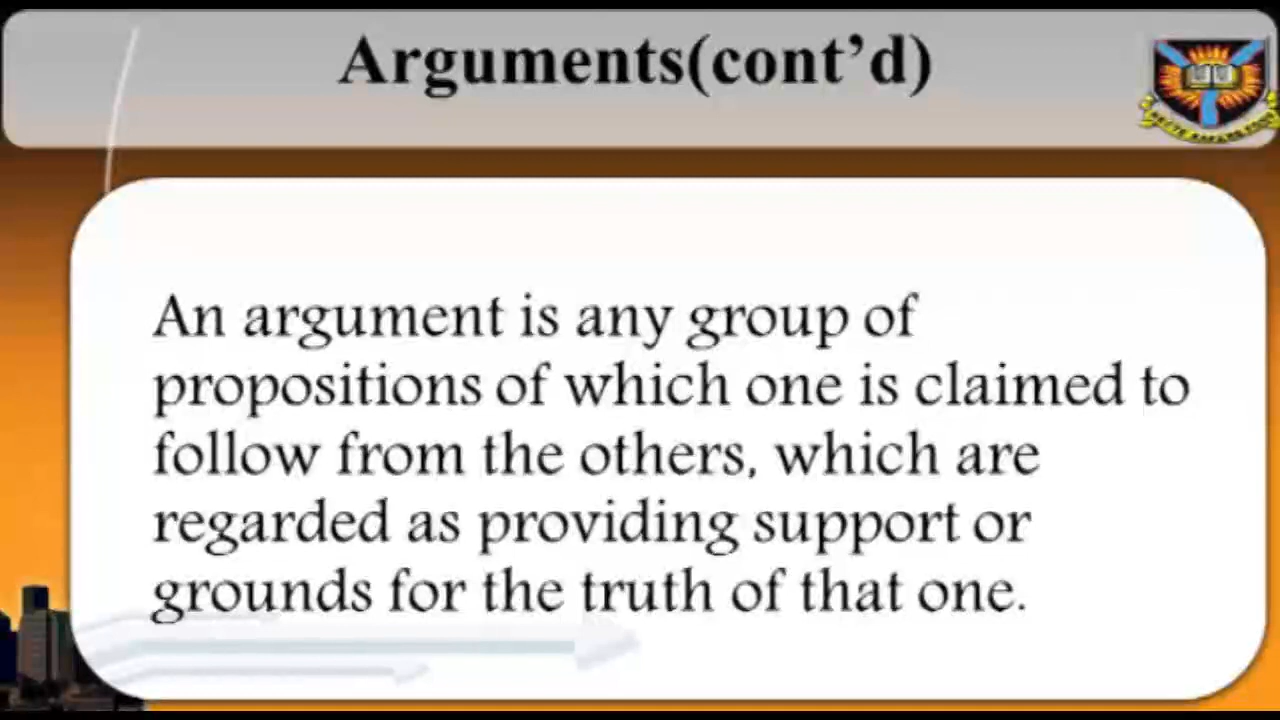 Arguments(cont’d)
An argument is any group of
propositions of which one is claimed to
follow from the others, which are
regarded as providing support or
grounds for the truth of that one.